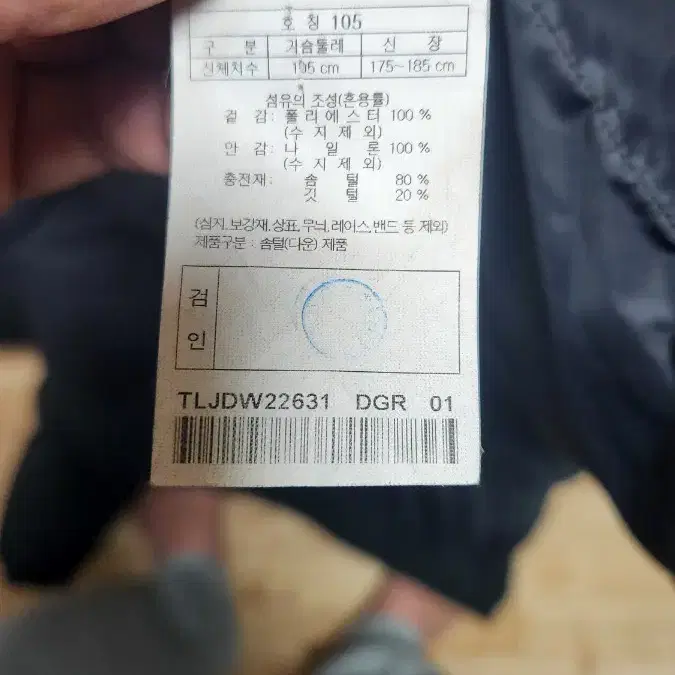 호 칭 105
구 분 가슴둘레 신 장
신체치수 105 cm 175~185 cm
섬유의 조성(혼용률)
겉 감: 폴 리 에 스 터 100 %
(수 지 제 외)
안 감: 나 일 론 100 %
(수 지 제 외)
충전재: 솜 털 80 %
깃 털 20 %
(심지,보강재,상표,무늬,레이스,밴드 등 제외)
제품구분 : 솜털(다운) 제품
검
인
TLJDW22631 DGR 01